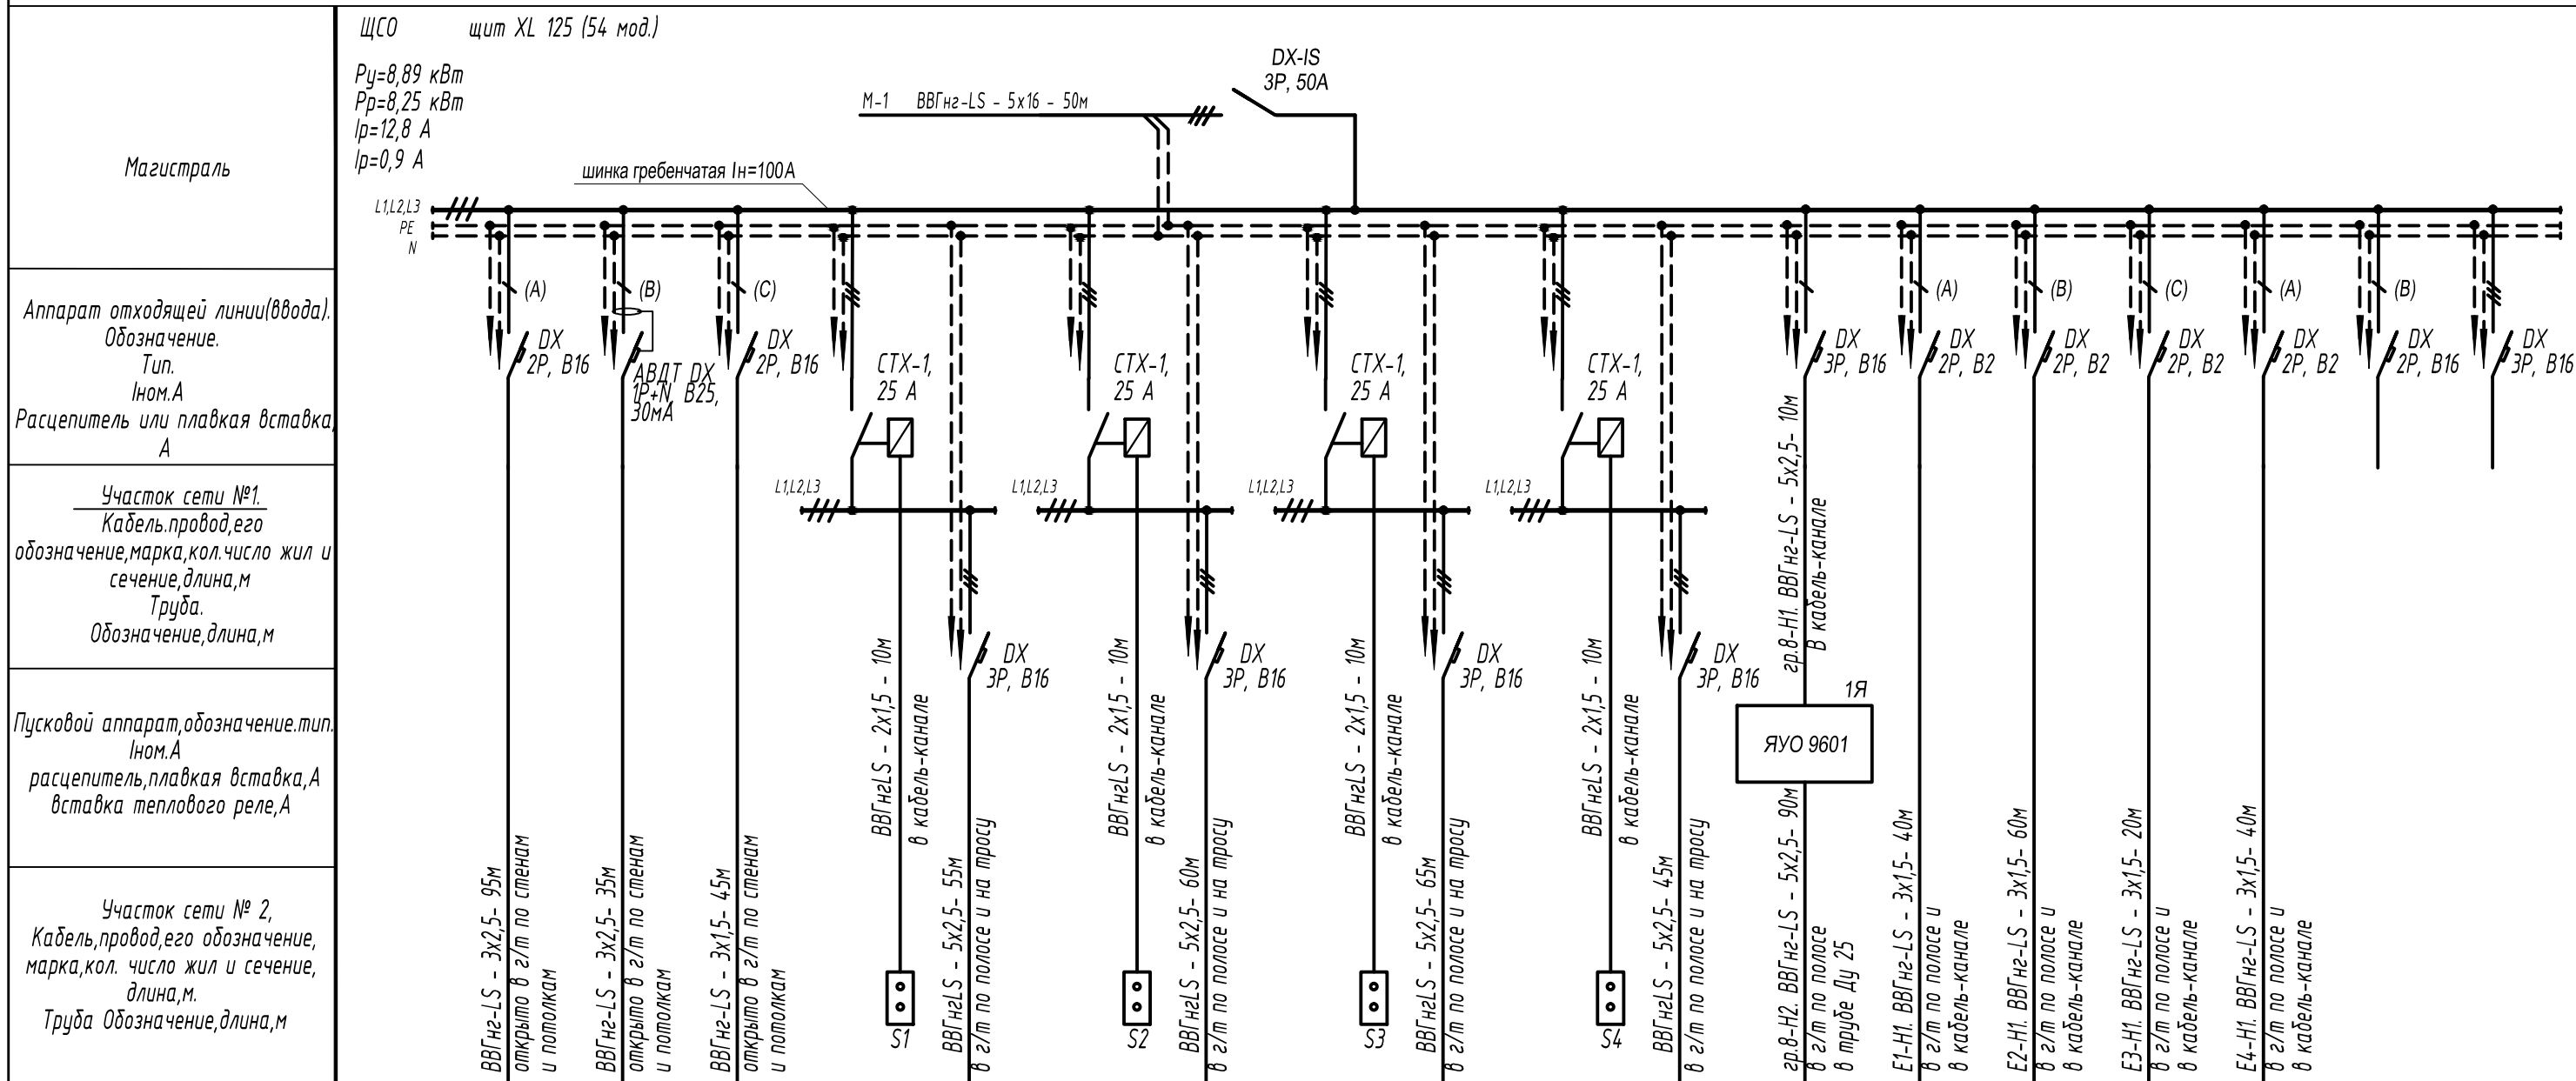 ЩСО
щит XL 125 (54 мод.)
Ру=8,89 кВт
Рр=8,25 кВт
Iр=12,8 А
Iр=0,9 А
М-1 ВВГнг-LS - 5х16 - 50м
DX-IS
3Р, 50А
шинка гребенчатая Iн=100А
L1,L2,L3
PE
N
Магистраль
Аппарат отходящей линии(ввода).
Обозначение.
Тип.
Iном.А
Расцепитель или плавкая вставка,
А
Участок сети №1.
Кабель.провод,его
обозначение,марка,кол.число жил и
сечение,длина,м
Труба.
Обозначение,длина,м
Пусковой аппарат,обозначение.тип.
Iном.А
расцепитель,плавкая вставка,А
вставка теплового реле,А
Участок сети № 2,
Кабель,провод,его обозначение,
марка,кол. число жил и сечение,
длина,м.
Труба Обозначение,длина,м
(А)
DX
2Р, В16
ВВГнг-LS - 3х2,5- 95м
открыто в г/т по стенам
и потолкам
(В)
АВДТ DX
1Р+N, В25,
30мА
ВВГнг-LS - 3х2,5- 35м
открыто в г/т по стенам
и потолкам
(С)
DX
2Р, В16
ВВГнг-LS - 3х1,5- 45м
открыто в г/т по стенам
и потолкам
СТХ-1,
25 А
L1,L2,L3
ВВГнгLS - 2х1,5 - 10м
в кабель-канале
S1
DX
3Р, В16
ВВГнгLS - 5х2,5- 55м
в г/т по полосе и на тросу
СТХ-1,
25 А
L1,L2,L3
ВВГнгLS - 2х1,5 - 10м
в кабель-канале
S2
DX
3Р, В16
ВВГнгLS - 5х2,5- 60м
в г/т по полосе и на тросу
СТХ-1,
25 А
L1,L2,L3
ВВГнгLS - 2х1,5 - 10м
в кабель-канале
S3
DX
3Р, В16
ВВГнгLS - 5х2,5- 65м
в г/т по полосе и на тросу
СТХ-1,
25 А
L1,L2,L3
ВВГнгLS - 2х1,5 - 10м
в кабель-канале
S4
DX
3Р, В16
ВВГнгLS - 5х2,5- 45м
в г/т по полосе и на тросу
DX
3Р, В16
гр.8-Н1. ВВГнг-LS - 5х2,5- 10м
В кабель-канале
1Я
ЯУО 9601
гр.8-Н2. ВВГнг-LS - 5х2,5- 90м
в г/т по полосе
в трубе Ду 25
(А)
DX
2Р, В2
Е1-Н1. ВВГнг-LS - 3х1,5- 40м
в г/т по полосе и
в кабель-канале
(В)
DX
2Р, В2
Е2-Н1. ВВГнг-LS - 3х1,5- 60м
в г/т по полосе и
в кабель-канале
(С)
DX
2Р, В2
Е3-Н1. ВВГнг-LS - 3х1,5- 20м
в г/т по полосе и
в кабель-канале
(А)
DX
2Р, В2
Е4-Н1. ВВГнг-LS - 3х1,5- 40м
в г/т по полосе и
в кабель-канале
(В)
DX
2Р, В16
DX
3Р, В16